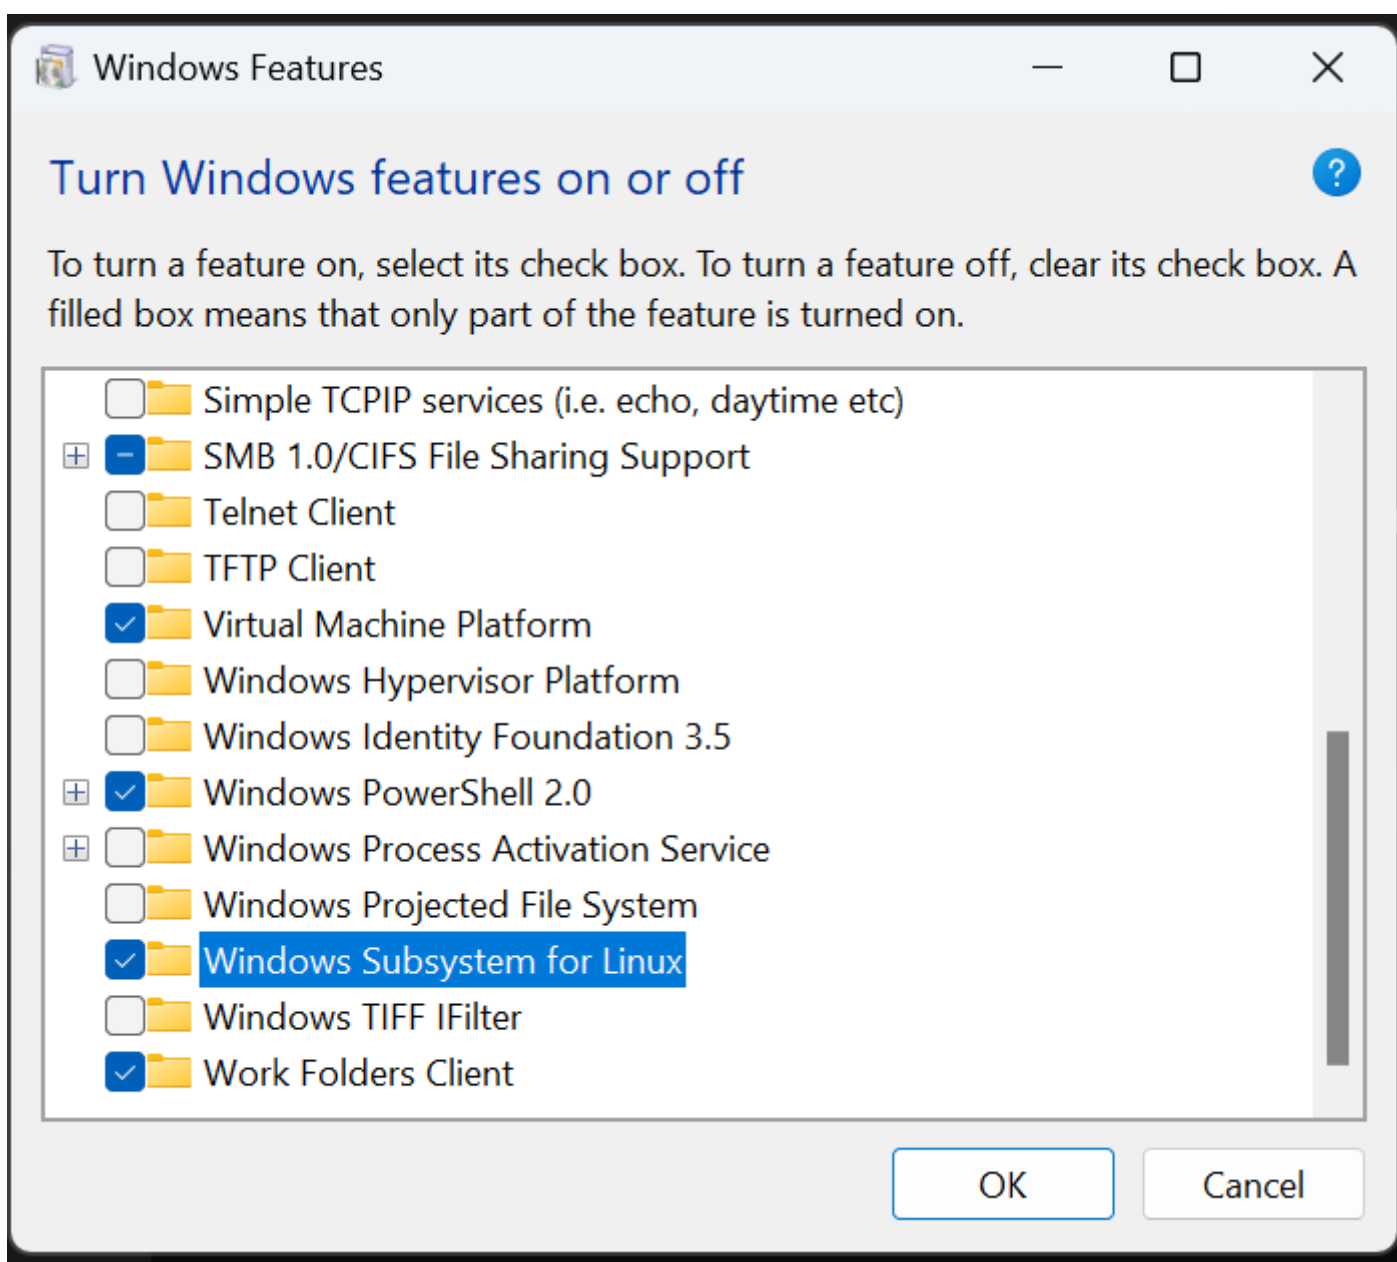 Windows Features
Turn Windows features on or off
To turn a feature on, select its check box. To turn a feature off, clear its check box. A
filled box means that only part of the feature is turned on.
Simple TCPIP services (i.e. echo, daytime etc)
SMB 1.0/CIFS File Sharing Support
Telnet Client
TFTP Client
Virtual Machine Platform
Windows Hypervisor Platform
Windows Identity Foundation 3.5
Windows PowerShell 2.0
Windows Process Activation Service
Windows Projected File System
Windows Subsystem for Linux
Windows TIFF IFilter
Work Folders Client
OK
Cancel